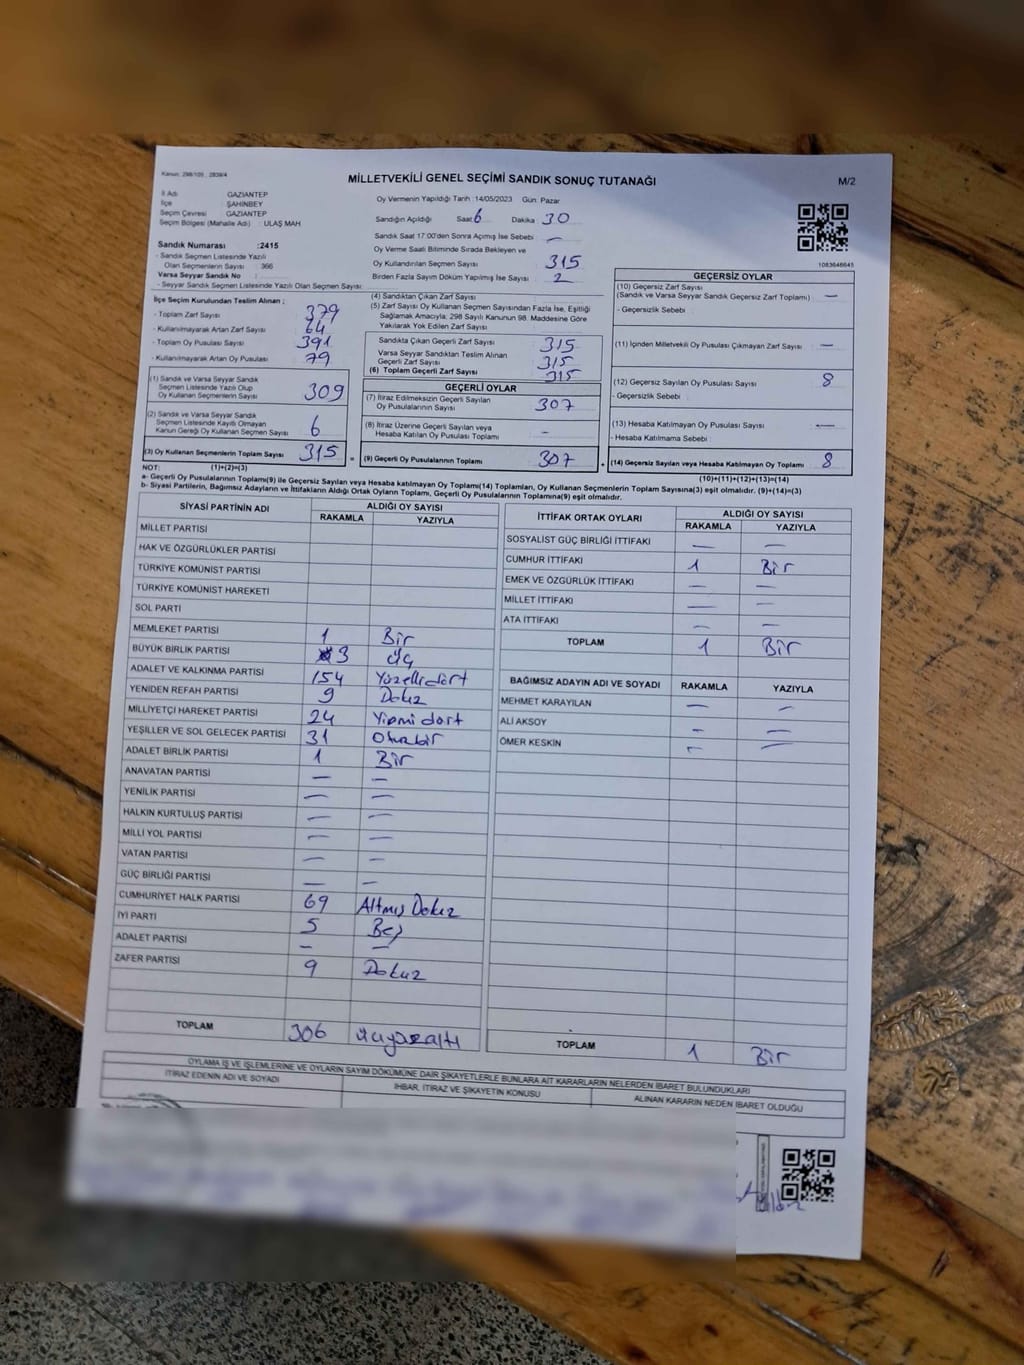 Kanun: 298/105 , 2839/4
MİLLETVEKİLİ GENEL SEÇİMİ SANDIK SONUÇ TUTANAĞI
M/2
İl Adı : GAZİANTEP
İlçe : ŞAHİNBEY
Seçim Çevresi : GAZİANTEP
Seçim Bölgesi (Mahalle Adı) : ULAŞ MAH
Sandık Numarası :2415
- Sandık Seçmen Listesinde Yazılı
Olan Seçmenlerin Sayısı : 366
Varsa Seyyar Sandık No :
- Seyyar Sandık Seçmen Listesinde Yazılı Olan Seçmen Sayısı:
Oy Vermenin Yapıldığı Tarih :14/05/2023 Gün: Pazar
Sandığın Açıldığı Saat 6 Dakika 30
Sandık Saat 17:00'den Sonra Açımış İse Sebebi : —
Oy Verme Saati Bitiminde Sırada Bekleyen ve
Oy Kullandırılan Seçmen Sayısı : 315
Birden Fazla Sayım Döküm Yapılmış İse Sayısı : 2
1083646641
İlçe Seçim Kurulundan Teslim Alınan ;
- Toplam Zarf Sayısı : 379
- Kullanılmayarak Artan Zarf Sayısı : 64
- Toplam Oy Pusulası Sayısı : 391
- Kullanılmayarak Artan Oy Pusulası : 79
(4) Sandıktan Çıkan Zarf Sayısı :
(5) Zarf Sayısı Oy Kullanan Seçmen Sayısından Fazla İse, Eşitliği
Sağlamak Amacıyla; 298 Sayılı Kanunun 98. Maddesine Göre
Yakılarak Yok Edilen Zarf Sayısı :
Sandıkta Çıkan Geçerli Zarf Sayısı : 315
Varsa Seyyar Sandıktan Teslim Alınan
Geçerli Zarf Sayısı : 315
(6) Toplam Geçerli Zarf Sayısı : 315
(1) Sandık ve Varsa Seyyar Sandık
Seçmen Listesinde Yazılı Olup
Oy Kullanan Seçmenlerin Sayısı : 309
(2) Sandık ve Varsa Seyyar Sandık
Seçmen Listesinde Kayıtlı Olmayan
Kanun Gereği Oy Kullanan Seçmen Sayısı : 6
(3) Oy Kullanan Seçmenlerin Toplam Sayısı : 315
GEÇERLİ OYLAR
(7) İtiraz Edilmeksizin Geçerli Sayılan
Oy Pusulalarının Sayısı : 307
(8) İtiraz Üzerine Geçerli Sayılan veya
Hesaba Katılan Oy Pusulası Toplamı : -
= (9) Geçerli Oy Pusulalarının Toplamı : 307
GEÇERSİZ OYLAR
(10) Geçersiz Zarf Sayısı :
(Sandık ve Varsa Seyyar Sandık Geçersiz Zarf Toplamı) —
- Geçersizlik Sebebi :
(11) İçinden Milletvekili Oy Pusulası Çıkmayan Zarf Sayısı : —
(12) Geçersiz Sayılan Oy Pusulası Sayısı : 8
- Geçersizlik Sebebi :
(13) Hesaba Katılmayan Oy Pusulası Sayısı : —
- Hesaba Katılmama Sebebi :
+ (14) Geçersiz Sayılan veya Hesaba Katılmayan Oy Toplamı : 8
NOT: (1)+(2)=(3) (10)+(11)+(12)+(13)=(14)
a- Geçerli Oy Pusulalarının Toplamı(9) ile Geçersiz Sayılan veya Hesaba katılmayan Oy Toplamı(14) Toplamları, Oy Kullanan Seçmenlerin Toplam Sayısına(3) eşit olmalıdır. (9)+(14)=(3)
b- Siyasi Partilerin, Bağımsız Adayların ve İttifakların Aldığı Ortak Oyların Toplamı, Geçerli Oy Pusulalarının Toplamına(9) eşit olmalıdır.
SİYASİ PARTİNİN ADI ALDIĞI OY SAYISI
RAKAMLA YAZIYLA
MİLLET PARTİSİ
HAK VE ÖZGÜRLÜKLER PARTİSİ
TÜRKİYE KOMÜNİST PARTİSİ
TÜRKİYE KOMÜNİST HAREKETİ
SOL PARTİ
MEMLEKET PARTİSİ 1 Bir
BÜYÜK BİRLİK PARTİSİ 3 Üç
ADALET VE KALKINMA PARTİSİ 154 Yüzellidört
YENİDEN REFAH PARTİSİ 9 Dokuz
MİLLİYETÇİ HAREKET PARTİSİ 24 Yirmi dört
YEŞİLLER VE SOL GELECEK PARTİSİ 31 Otuzbir
ADALET BİRLİK PARTİSİ 1 Bir
ANAVATAN PARTİSİ — —
YENİLİK PARTİSİ — —
HALKIN KURTULUŞ PARTİSİ — —
MİLLİ YOL PARTİSİ — —
VATAN PARTİSİ — —
GÜÇ BİRLİĞİ PARTİSİ — —
CUMHURİYET HALK PARTİSİ 69 Altmış Dokuz
İYİ PARTİ 5 Beş
ADALET PARTİSİ — —
ZAFER PARTİSİ 9 Dokuz
TOPLAM 306 üçyüzaltı
İTTİFAK ORTAK OYLARI ALDIĞI OY SAYISI
RAKAMLA YAZIYLA
SOSYALİST GÜÇ BİRLİĞİ İTTİFAKI — —
CUMHUR İTTİFAKI 1 Bir
EMEK VE ÖZGÜRLÜK İTTİFAKI — —
MİLLET İTTİFAKI — —
ATA İTTİFAKI — —
TOPLAM 1 Bir
BAĞIMSIZ ADAYIN ADI VE SOYADI RAKAMLA YAZIYLA
MEHMET KARAYILAN — —
ALİ AKSOY — —
ÖMER KESKİN — —
TOPLAM 1 Bir
OYLAMA İŞ VE İŞLEMLERİNE VE OYLARIN SAYIM DÖKÜMÜNE DAİR ŞİKAYETLERLE BUNLARA AİT KARARLARIN NELERDEN İBARET BULUNDUKLARI
İTİRAZ EDENİN ADI VE SOYADI İHBAR, İTİRAZ VE ŞİKAYETİN KONUSU ALINAN KARARIN NEDEN İBARET OLDUĞU